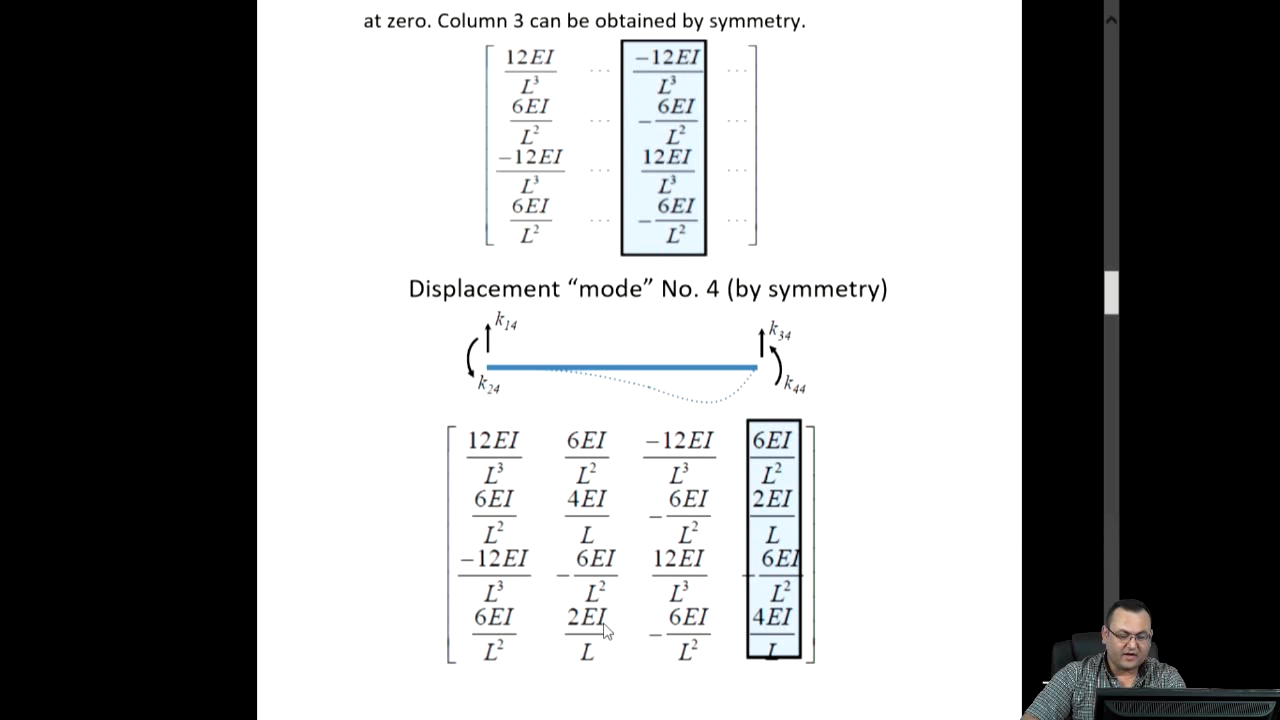 at zero. Column 3 can be obtained by symmetry.
12EI/L³ ... −12EI/L³ ...
6EI/L² ... −6EI/L² ...
−12EI/L³ ... 12EI/L³ ...
6EI/L² ... −6EI/L² ...
Displacement “mode” No. 4 (by symmetry)
k₁₄ k₃₄
k₂₄ k₄₄
12EI/L³ 6EI/L² −12EI/L³ 6EI/L²
6EI/L² 4EI/L −6EI/L² 2EI/L
−12EI/L³ −6EI/L² 12EI/L³ −6EI/L²
6EI/L² 2EI/L −6EI/L² 4EI/L